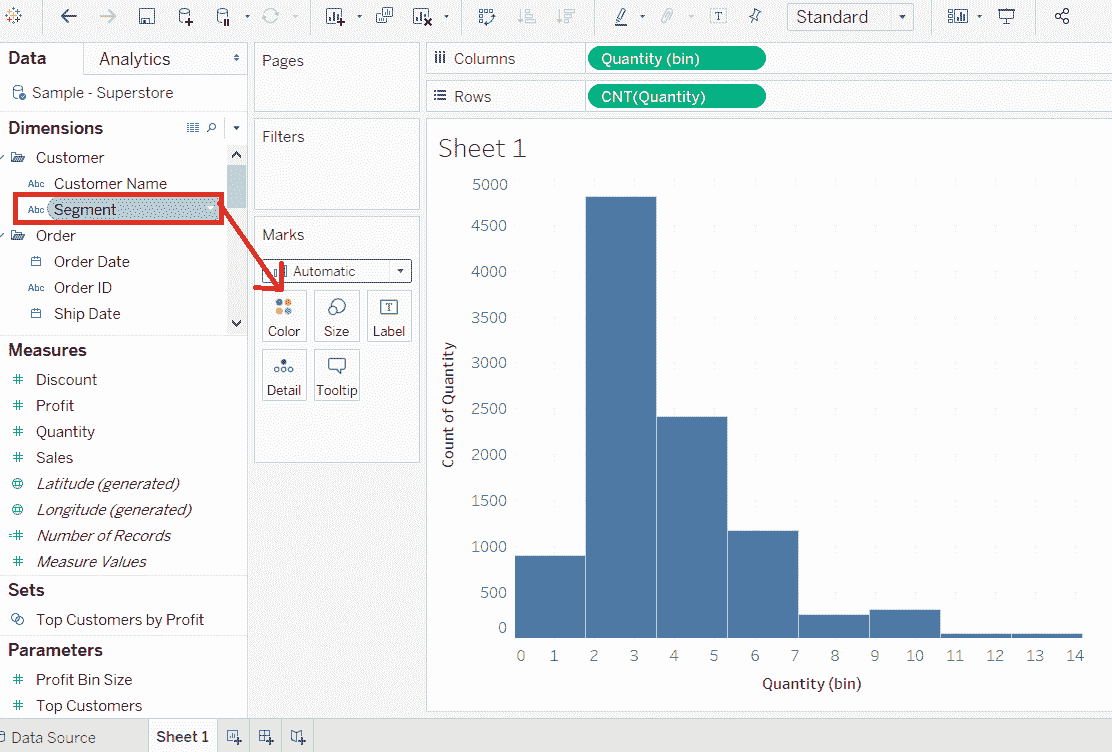 Standard
Data
Analytics
Sample - Superstore
Dimensions
Customer
Abc Customer Name
Abc Segment
Order
Order Date
Abc Order ID
Ship Date
Measures
Discount
Profit
Quantity
Sales
Latitude (generated)
Longitude (generated)
Number of Records
Measure Values
Sets
Top Customers by Profit
Parameters
Profit Bin Size
Top Customers
Pages
Filters
Marks
Automatic
Color Size Label
Detail Tooltip
Columns Quantity (bin)
Rows CNT(Quantity)
Sheet 1
Count of Quantity
5000
4500
4000
3500
3000
2500
2000
1500
1000
500
0
0 1 2 3 4 5 6 7 8 9 10 11 12 13 14
Quantity (bin)
Data Source Sheet 1